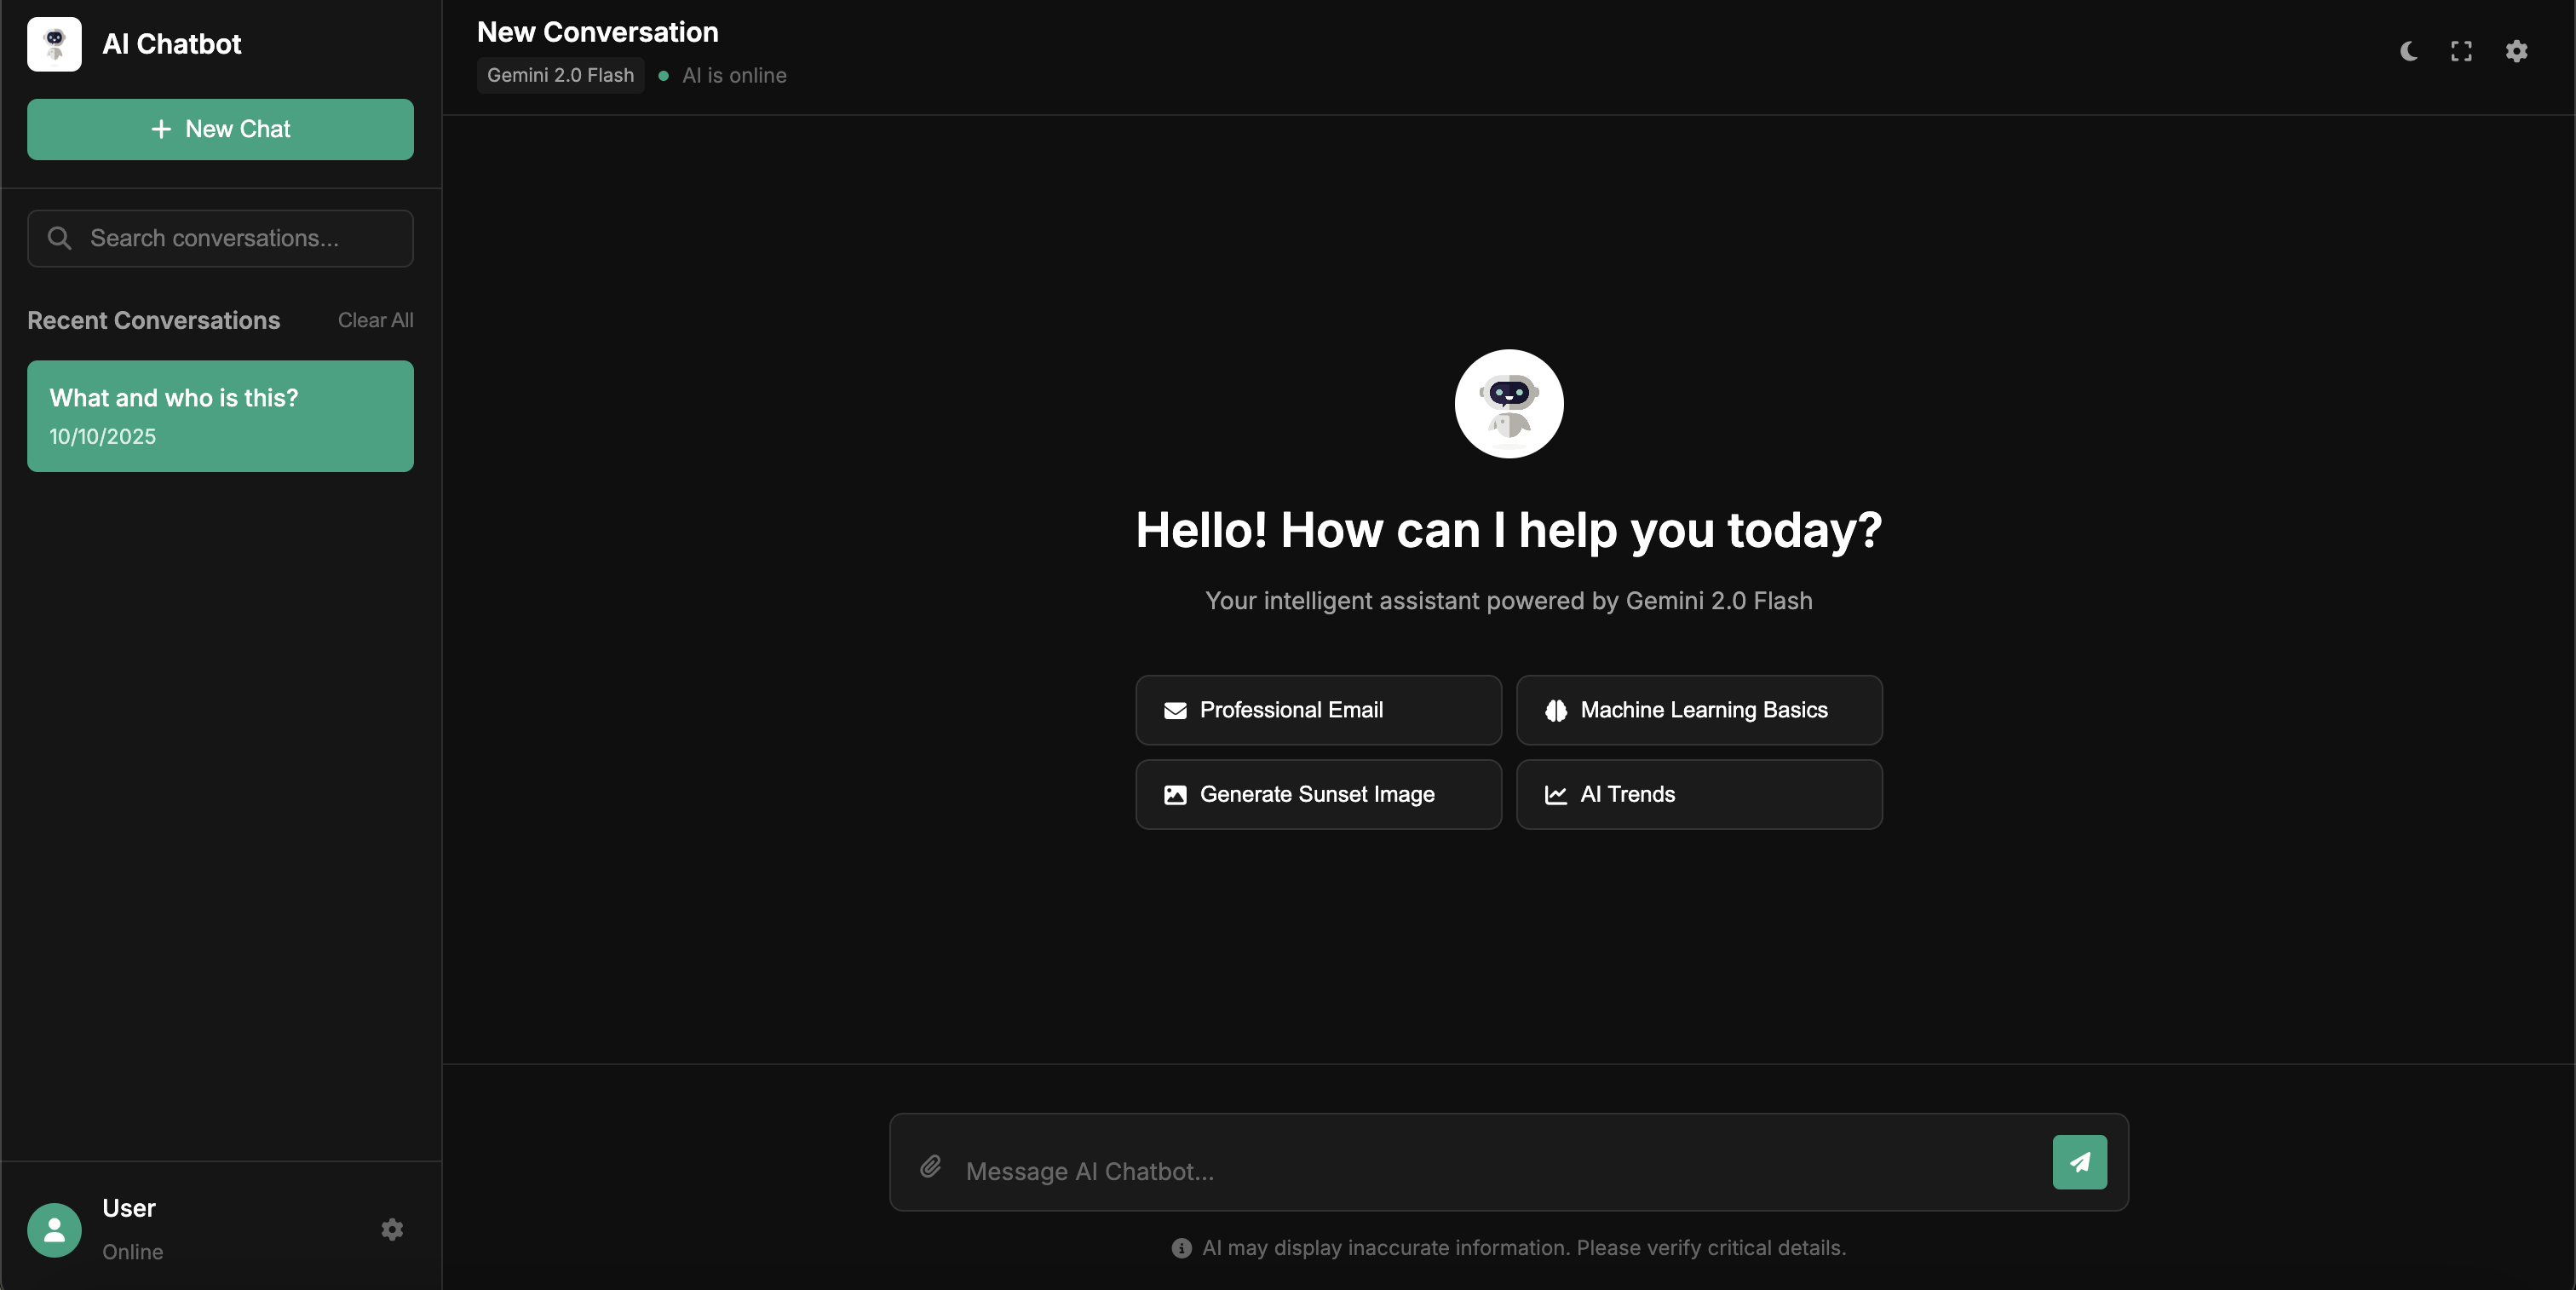 AI Chatbot
New Chat
Search conversations...
Recent Conversations
Clear All
What and who is this?
10/10/2025
User
Online
New Conversation
Gemini 2.0 Flash
AI is online
Hello! How can I help you today?
Your intelligent assistant powered by Gemini 2.0 Flash
Professional Email
Machine Learning Basics
Generate Sunset Image
AI Trends
Message AI Chatbot...
AI may display inaccurate information. Please verify critical details.